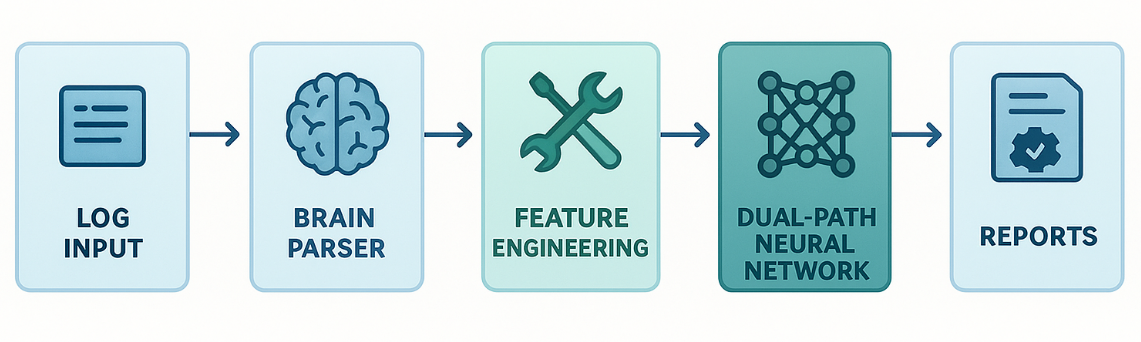 LOG
INPUT
BRAIN
PARSER
FEATURE
ENGINEERING
DUAL-PATH
NEURAL
NETWORK
REPORTS